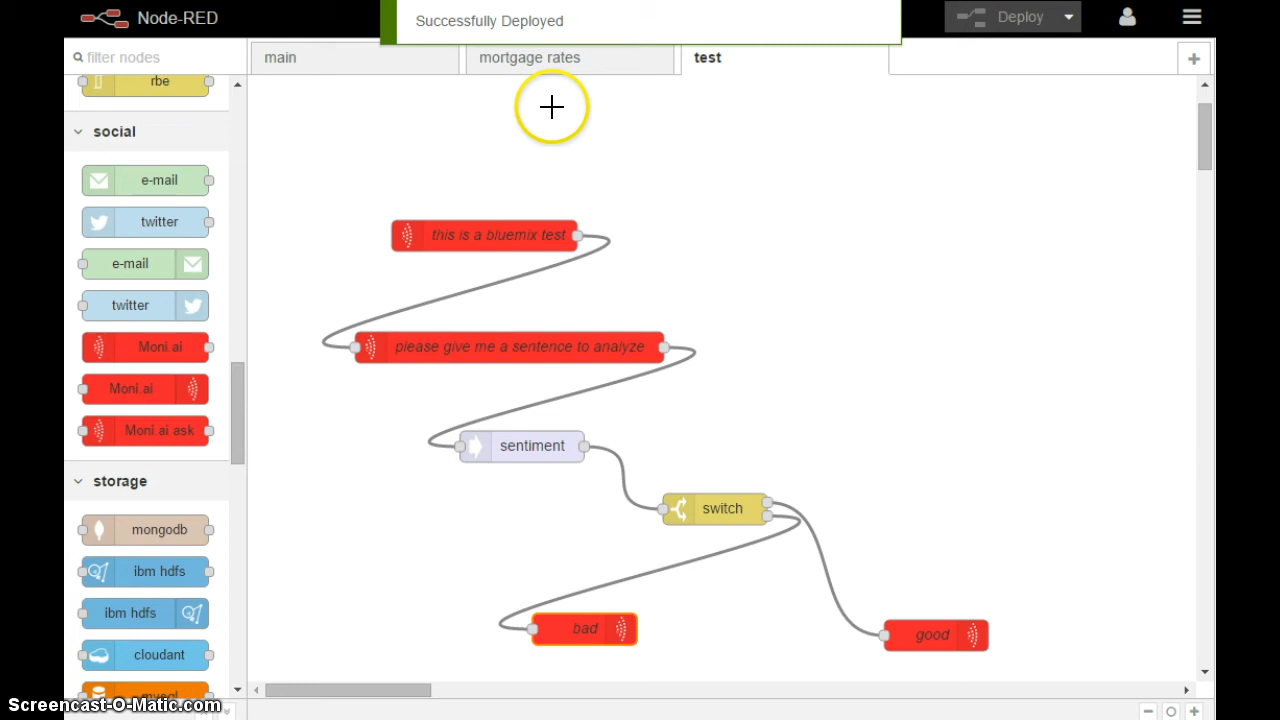 Node-RED
Successfully Deployed
Deploy
filter nodes
main
mortgage rates
test
rbe
social
e-mail
twitter
e-mail
twitter
Moni.ai
Moni.ai
Moni.ai ask
storage
mongodb
ibm hdfs
ibm hdfs
cloudant
mysql
this is a bluemix test
please give me a sentence to analyze
sentiment
switch
bad
good
Screencast-O-Matic.com